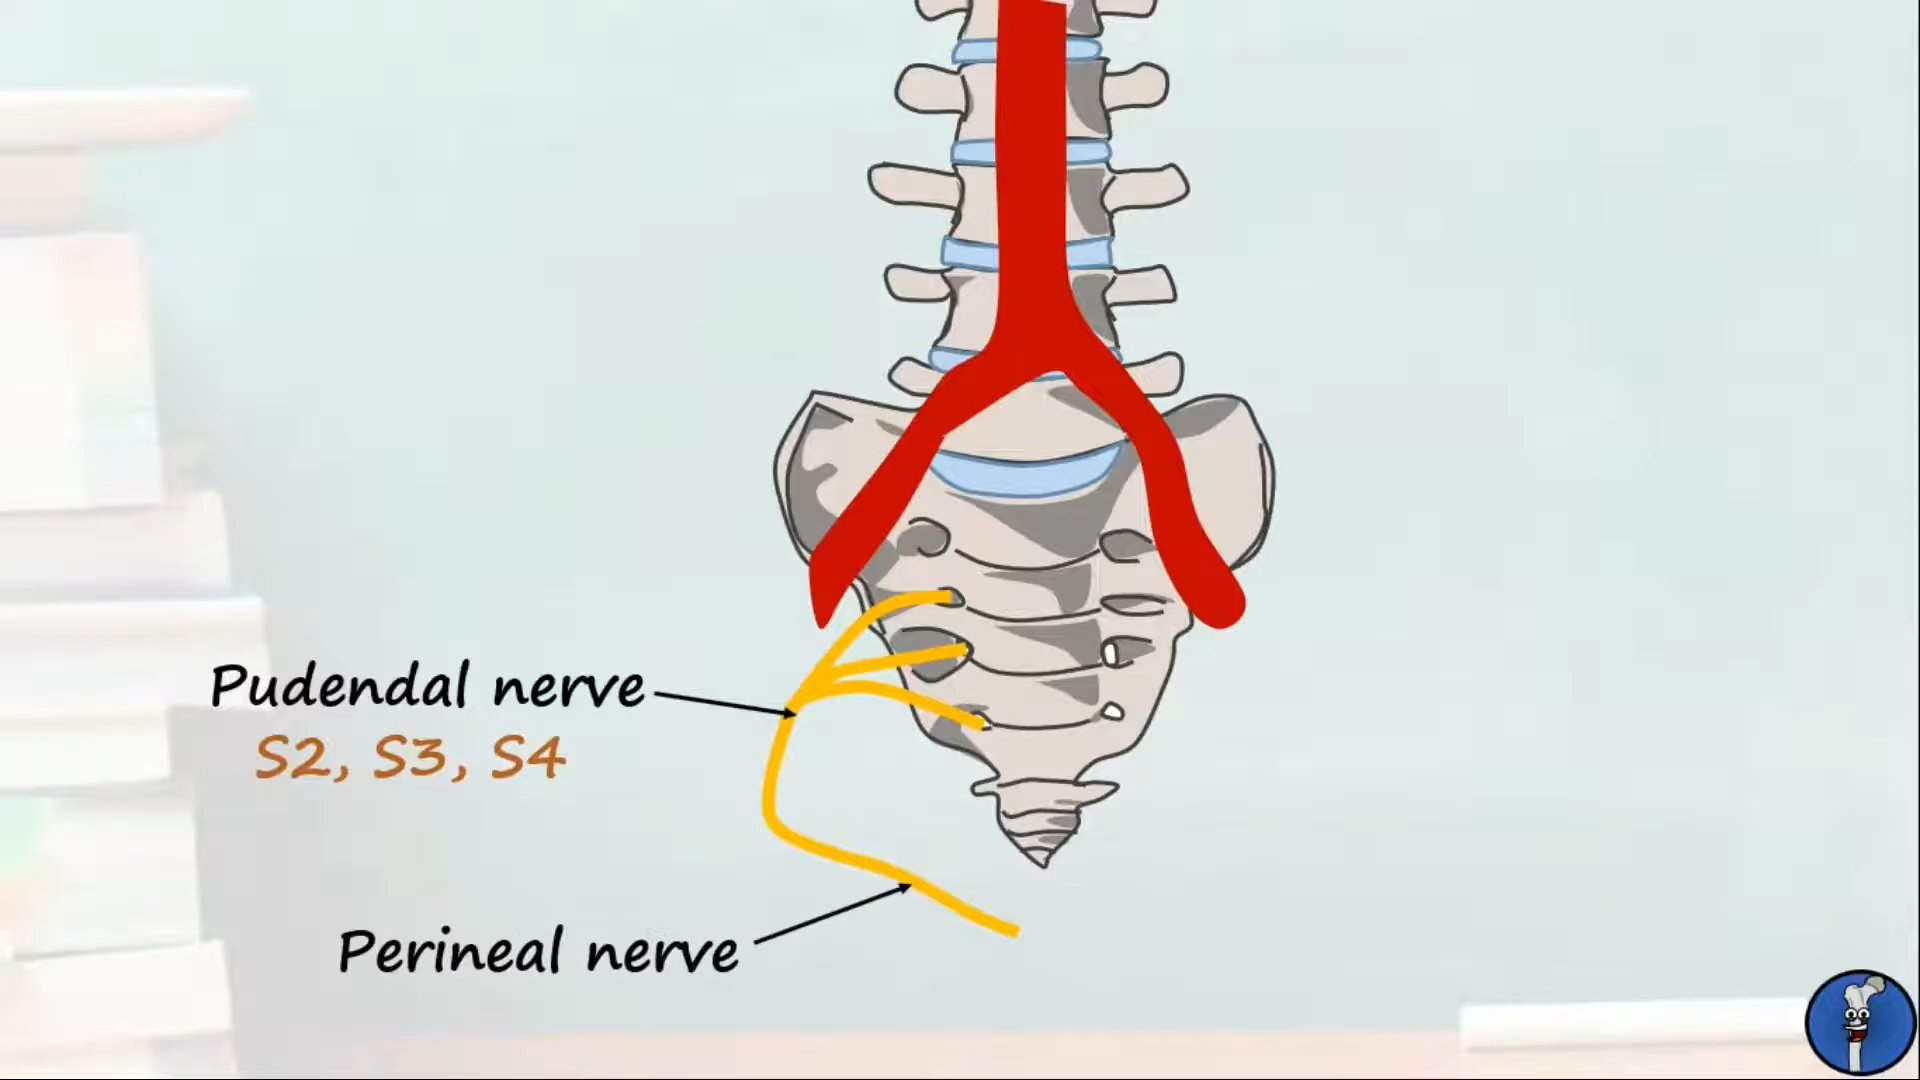 Pudendal nerve
S2, S3, S4
Perineal nerve